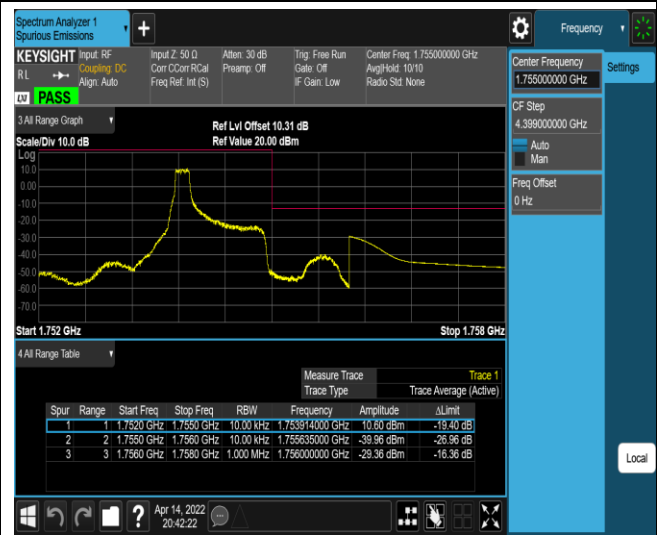 Spectrum Analyzer 1
Spurious Emissions
Frequency
KEYSIGHT
RL
Input: RF
Coupling: DC
Align: Auto
Input Z: 50 Ω
Corr CCorr RCal
Freq Ref: Int (S)
Atten: 30 dB
Preamp: Off
Trig: Free Run
Gate: Off
IF Gain: Low
Center Freq: 1.755000000 GHz
Avg|Hold: 10/10
Radio Std: None
LXI PASS
Center Frequency
1.755000000 GHz
Settings
CF Step
4.399000000 GHz
Auto
Man
Freq Offset
0 Hz
3 All Range Graph
Scale/Div 10.0 dB
Ref Lvl Offset 10.31 dB
Ref Value 20.00 dBm
Log
10.0
0.00
-10.0
-20.0
-30.0
-40.0
-50.0
-60.0
-70.0
Start 1.752 GHz
Stop 1.758 GHz
4 All Range Table
Measure Trace Trace 1
Trace Type Trace Average (Active)
Spur Range Start Freq Stop Freq RBW Frequency Amplitude ΔLimit
1 1 1.7520 GHz 1.7550 GHz 10.00 kHz 1.753914000 GHz 10.60 dBm -19.40 dB
2 2 1.7550 GHz 1.7560 GHz 10.00 kHz 1.755635000 GHz -39.96 dBm -26.96 dB
3 3 1.7560 GHz 1.7580 GHz 1.000 MHz 1.756000000 GHz -29.36 dBm -16.36 dB
Local
Apr 14, 2022
20:42:22